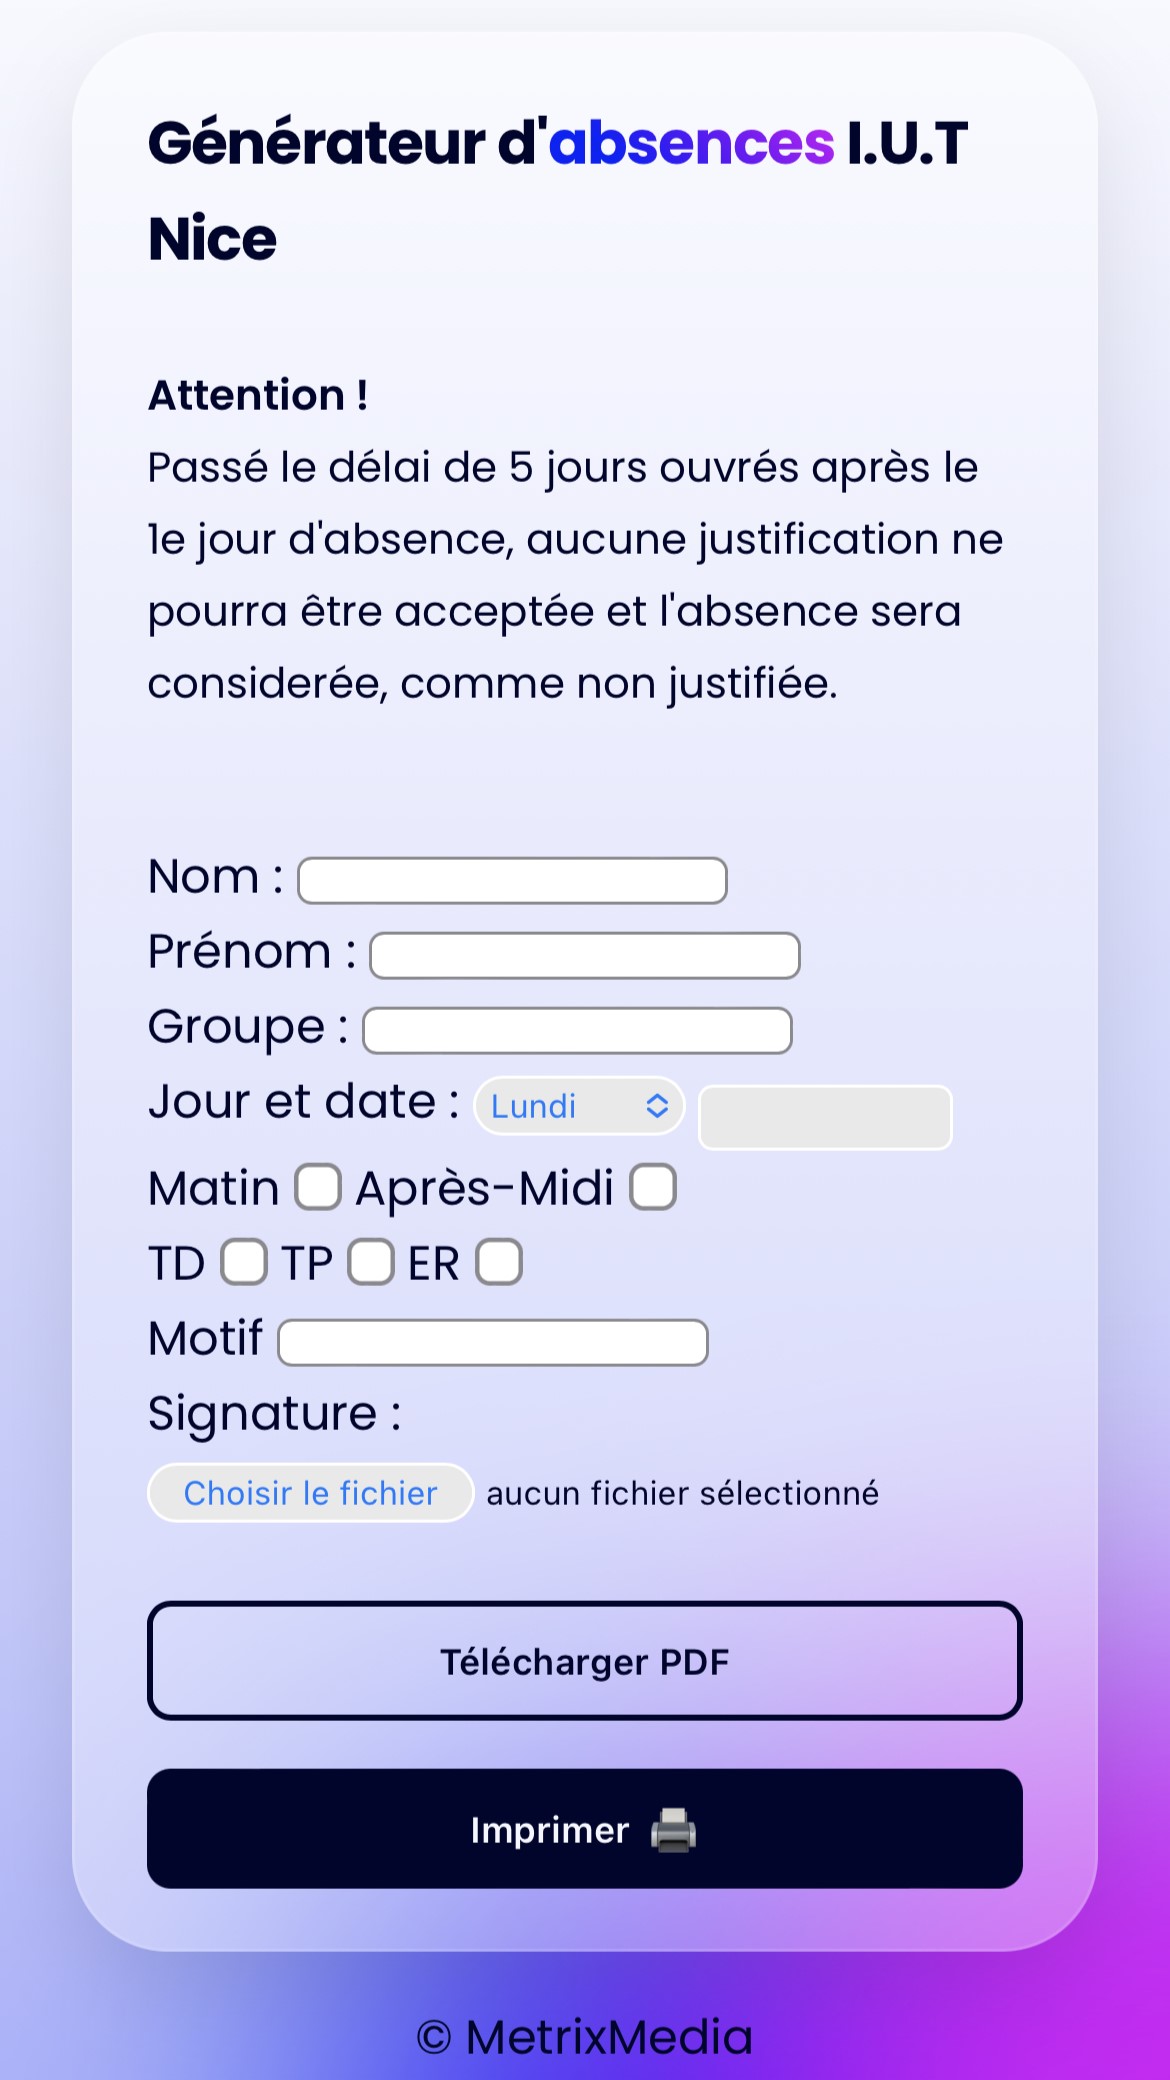 Générateur d'absences I.U.T
Nice
Attention !
Passé le délai de 5 jours ouvrés après le
1e jour d'absence, aucune justification ne
pourra être acceptée et l'absence sera
considerée, comme non justifiée.
Nom :
Prénom :
Groupe :
Jour et date : Lundi
Matin Après-Midi
TD TP ER
Motif
Signature :
Choisir le fichier aucun fichier sélectionné
Télécharger PDF
Imprimer
© MetrixMedia